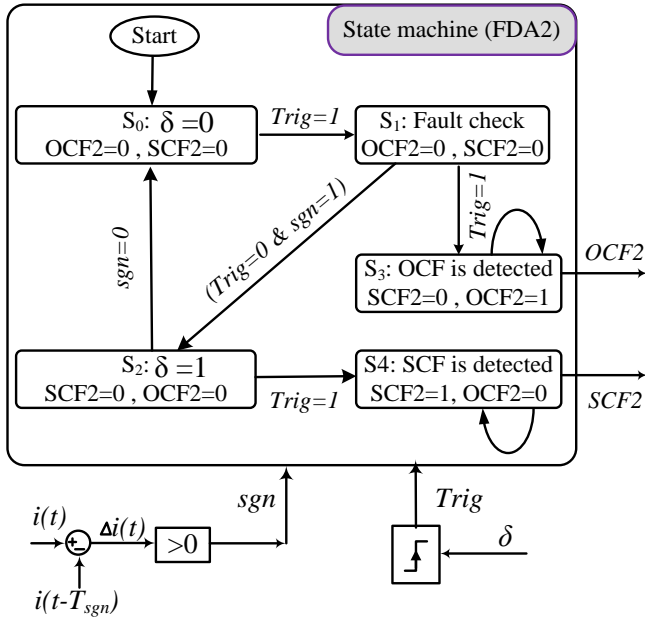 State machine (FDA2)
Start
S₀: δ=0
OCF2=0 , SCF2=0
Trig=1
S₁: Fault check
OCF2=0 , SCF2=0
sgn=0
(Trig=0 & sgn=1)
Trig=1
S₃: OCF is detected
SCF2=0 , OCF2=1
OCF2
S₂: δ=1
SCF2=0 , OCF2=0
Trig=1
S4: SCF is detected
SCF2=1, OCF2=0
SCF2
sgn
Trig
i(t)
+
−
Δi(t)
>0
δ
i(t-Tsgn)